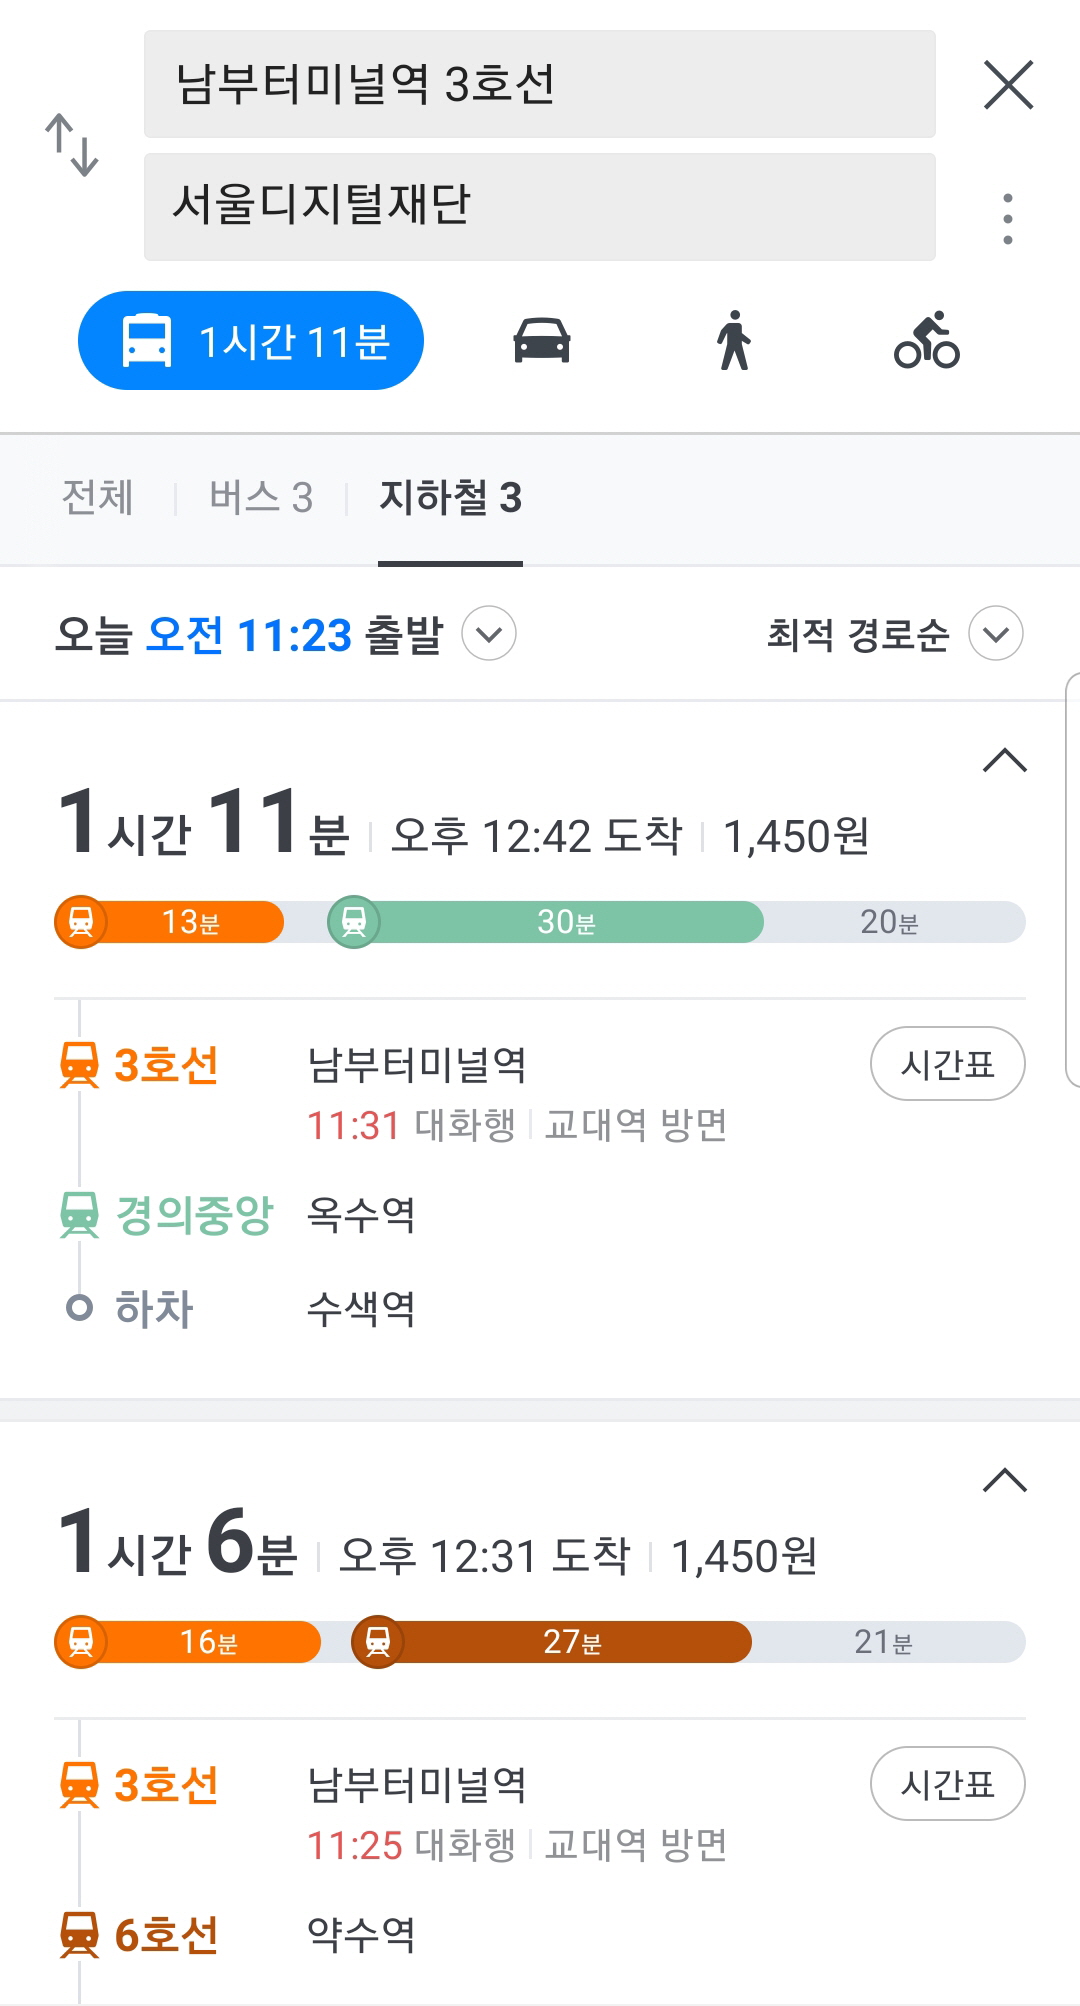 남부터미널역 3호선
서울디지털재단
1시간 11분
전체 버스 3 지하철 3
오늘 오전 11:23 출발 최적 경로순
1시간 11분 오후 12:42 도착 1,450원
13분 30분 20분
3호선 남부터미널역 시간표
11:31 대화행 교대역 방면
경의중앙 옥수역
하차 수색역
1시간 6분 오후 12:31 도착 1,450원
16분 27분 21분
3호선 남부터미널역 시간표
11:25 대화행 교대역 방면
6호선 약수역